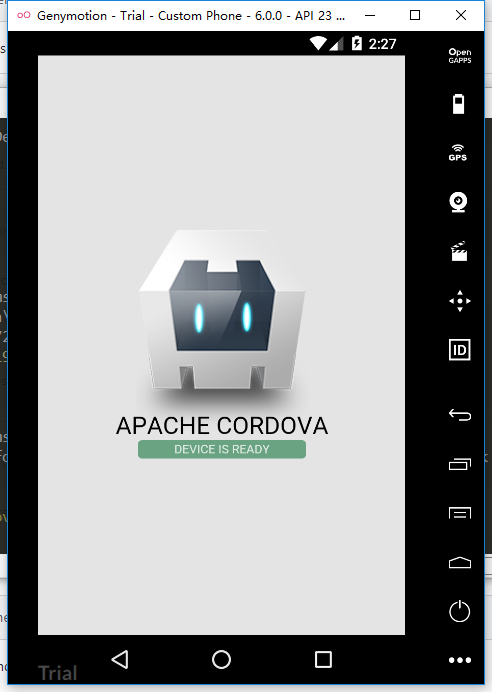 Genymotion - Trial - Custom Phone - 6.0.0 - API 23 ...
2:27
Open
GAPPS
GPS
ID
APACHE CORDOVA
DEVICE IS READY
Trial